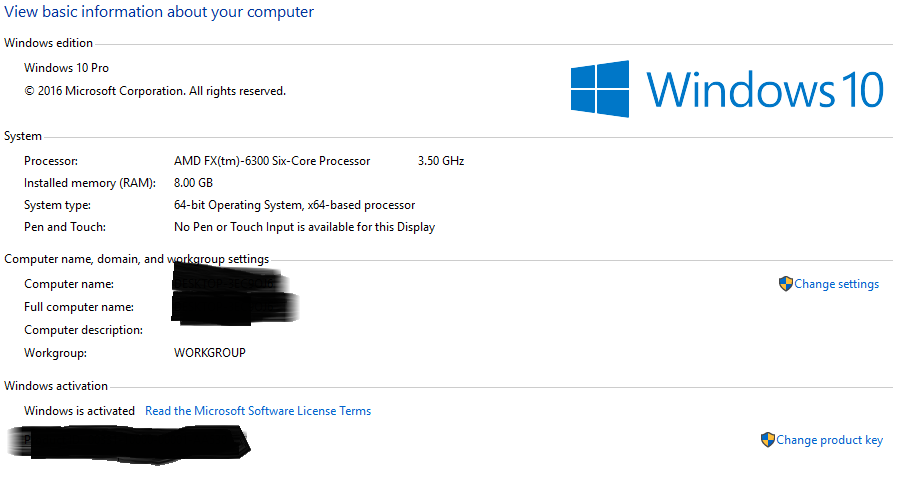 View basic information about your computer
Windows edition
Windows 10 Pro
© 2016 Microsoft Corporation. All rights reserved.
Windows 10
System
Processor: AMD FX(tm)-6300 Six-Core Processor 3.50 GHz
Installed memory (RAM): 8.00 GB
System type: 64-bit Operating System, x64-based processor
Pen and Touch: No Pen or Touch Input is available for this Display
Computer name, domain, and workgroup settings
Computer name:
Change settings
Full computer name:
Computer description:
Workgroup: WORKGROUP
Windows activation
Windows is activated Read the Microsoft Software License Terms
Change product key